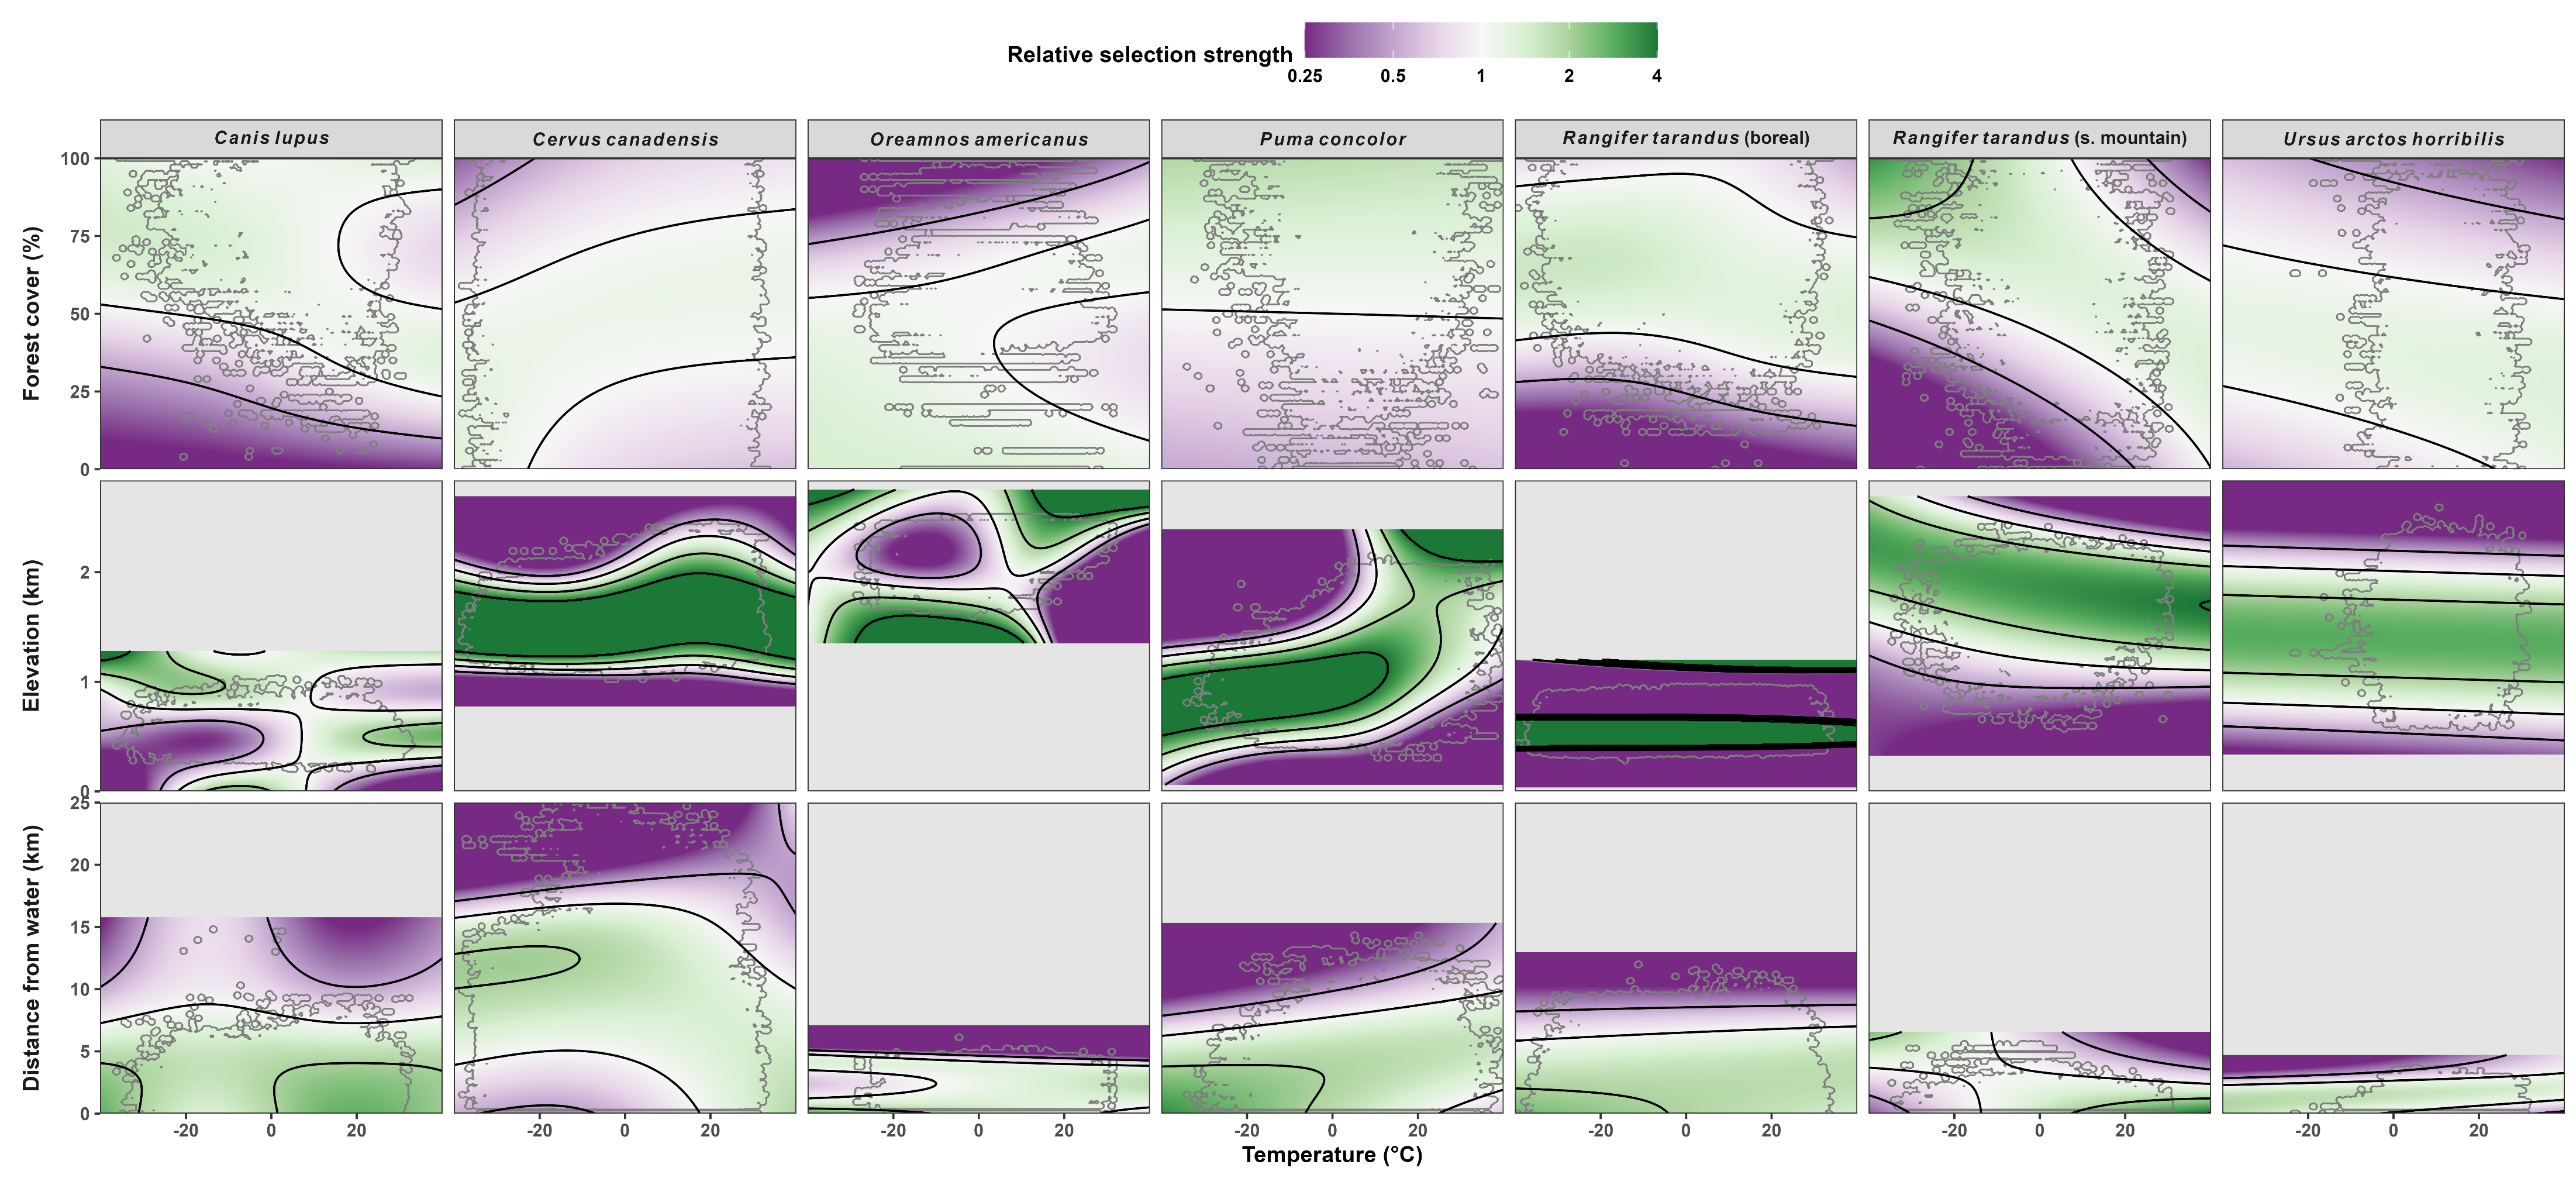 Relative selection strength
0.25 0.5 1 2 4
Canis lupus
Cervus canadensis
Oreamnos americanus
Puma concolor
Rangifer tarandus (boreal)
Rangifer tarandus (s. mountain)
Ursus arctos horribilis
Forest cover (%)
100
75
50
25
0
Elevation (km)
2
1
0
Distance from water (km)
25
20
15
10
5
0
-20 0 20
-20 0 20
-20 0 20
-20 0 20
-20 0 20
-20 0 20
-20 0 20
Temperature (°C)